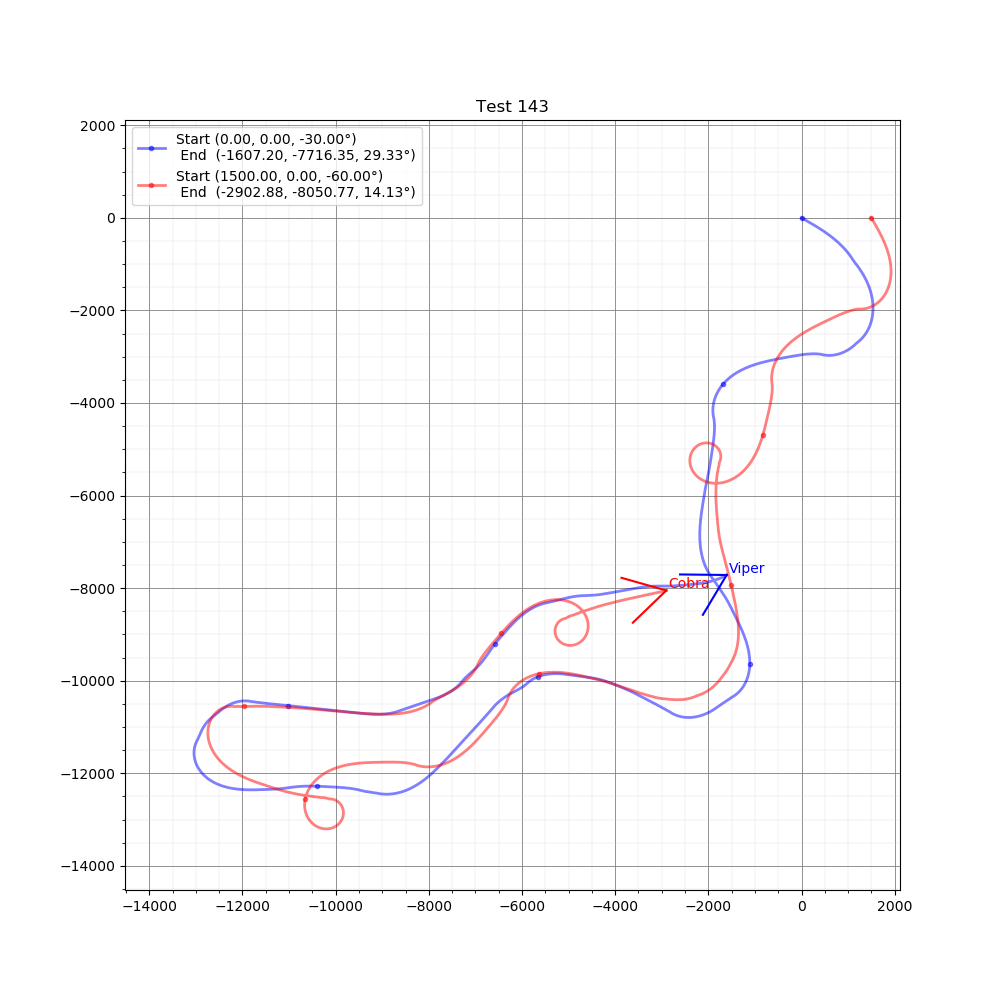 Test 143
Start (0.00, 0.00, -30.00°)
End (-1607.20, -7716.35, 29.33°)
Start (1500.00, 0.00, -60.00°)
End (-2902.88, -8050.77, 14.13°)
2000
0
−2000
−4000
−6000
−8000
−10000
−12000
−14000
Viper
Cobra
−14000 −12000 −10000 −8000 −6000 −4000 −2000 0 2000